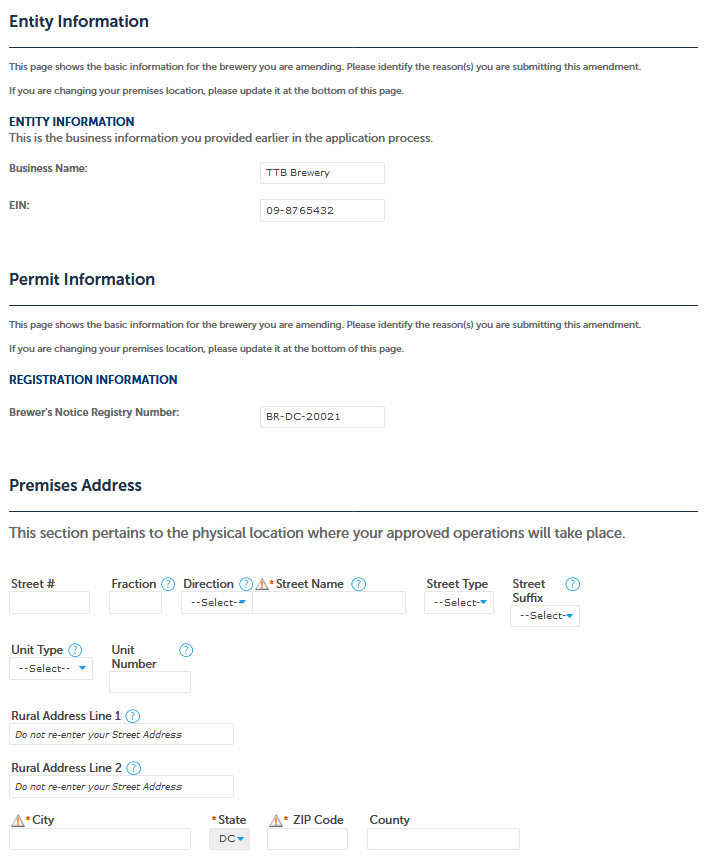 Entity Information
This page shows the basic information for the brewery you are amending. Please identify the reason(s) you are submitting this amendment.
If you are changing your premises location, please update it at the bottom of this page.
ENTITY INFORMATION
This is the business information you provided earlier in the application process.
Business Name: TTB Brewery
EIN: 09-8765432
Permit Information
This page shows the basic information for the brewery you are amending. Please identify the reason(s) you are submitting this amendment.
If you are changing your premises location, please update it at the bottom of this page.
REGISTRATION INFORMATION
Brewer's Notice Registry Number: BR-DC-20021
Premises Address
This section pertains to the physical location where your approved operations will take place.
Street # Fraction ? Direction ? * Street Name ? Street Type Street ?
Suffix
--Select-- --Select- --Select-
Unit Type ? Unit ?
Number
--Select--
Rural Address Line 1 ?
Do not re-enter your Street Address
Rural Address Line 2 ?
Do not re-enter your Street Address
* City * State * ZIP Code County
DC